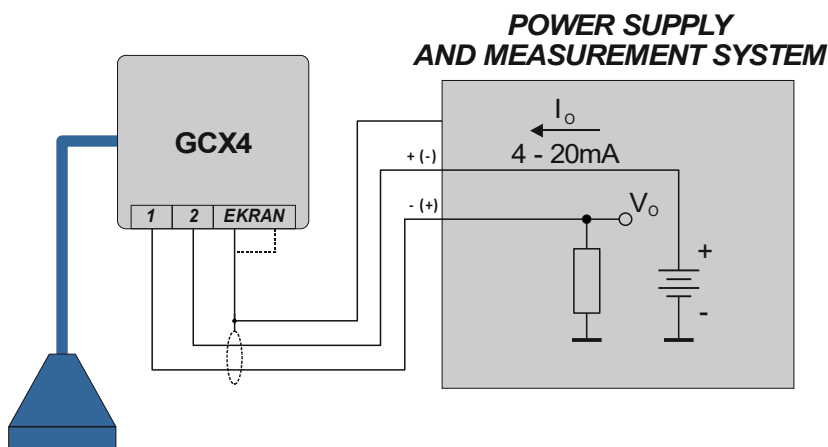 POWER SUPPLY
AND MEASUREMENT SYSTEM
GCX4
1 2 EKRAN
Io
4 - 20mA
+ (-)
- (+)
Vo
+
-